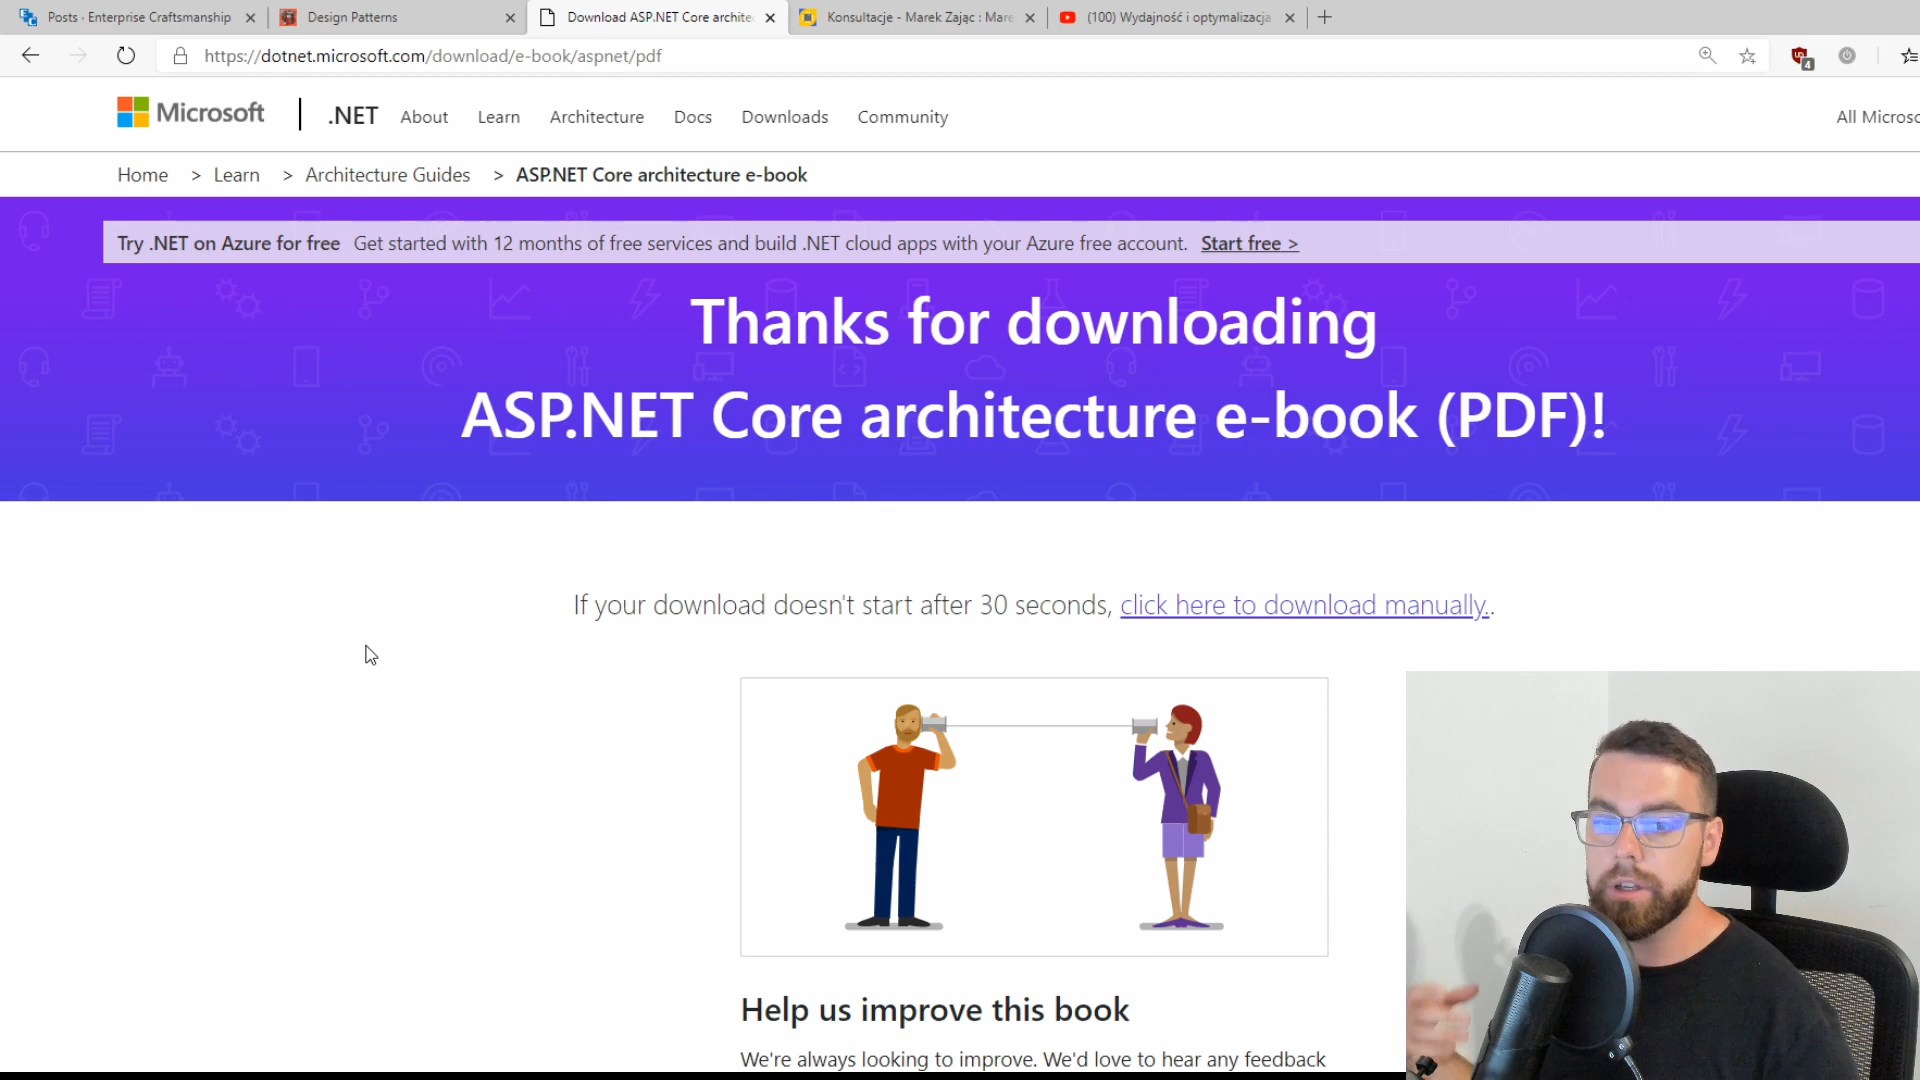 Posts · Enterprise Craftsmanship
Design Patterns
Download ASP.NET Core archite
Konsultacje - Marek Zając : Mare
(100) Wydajność i optymalizacja
https://dotnet.microsoft.com/download/e-book/aspnet/pdf
4
Microsoft
.NET
About
Learn
Architecture
Docs
Downloads
Community
All Microso
Home > Learn > Architecture Guides > ASP.NET Core architecture e-book
Try .NET on Azure for free Get started with 12 months of free services and build .NET cloud apps with your Azure free account. Start free >
Thanks for downloading
ASP.NET Core architecture e-book (PDF)!
If your download doesn't start after 30 seconds, click here to download manually..
Help us improve this book
We're always looking to improve. We'd love to hear any feedback